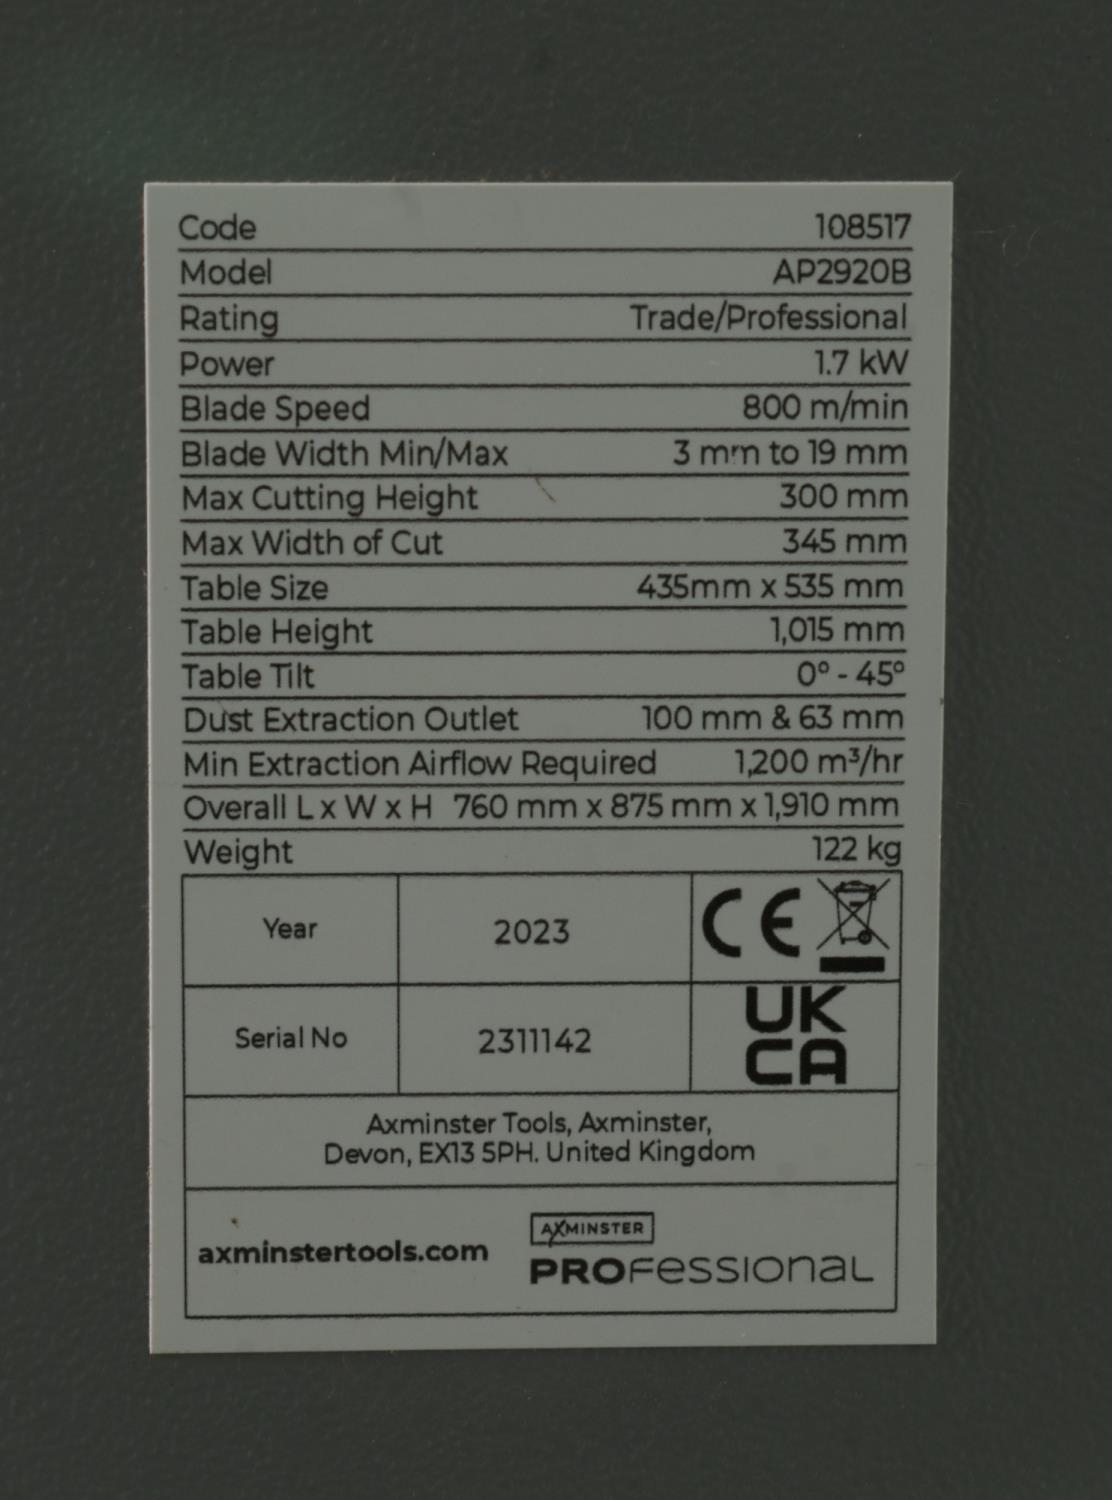 Code 108517
Model AP2920B
Rating Trade/Professional
Power 1.7 kW
Blade Speed 800 m/min
Blade Width Min/Max 3 mm to 19 mm
Max Cutting Height 300 mm
Max Width of Cut 345 mm
Table Size 435mm x 535 mm
Table Height 1,015 mm
Table Tilt 0° - 45°
Dust Extraction Outlet 100 mm & 63 mm
Min Extraction Airflow Required 1,200 m³/hr
Overall L x W x H 760 mm x 875 mm x 1,910 mm
Weight 122 kg
Year 2023 CE
Serial No 2311142 UK
CA
Axminster Tools, Axminster,
Devon, EX13 5PH. United Kingdom
AXMINSTER
axminstertools.com PROFessional